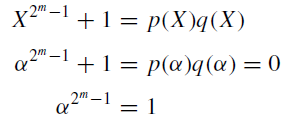 X^{2^m−1} + 1 = p(X)q(X)
α^{2^m−1} + 1 = p(α)q(α) = 0
α^{2^m−1} = 1